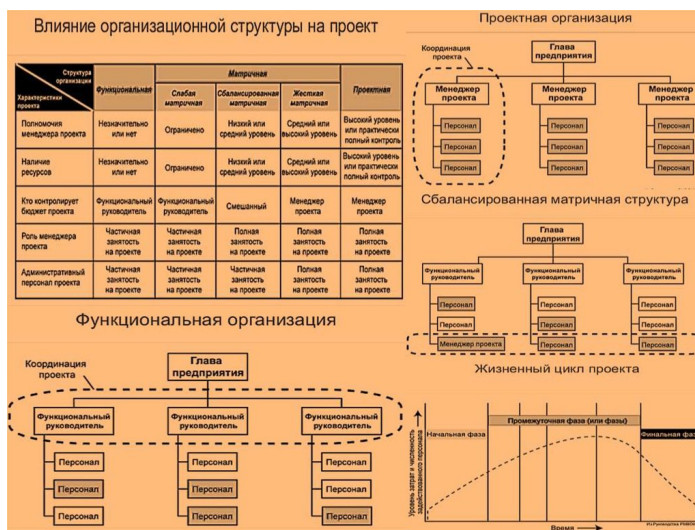 Влияние организационной структуры на проект
Структура
организации
Характеристики
проекта
Функциональная
Матричная
Слабая
матричная
Сбалансированная
матричная
Жесткая
матричная
Проектная
Полномочия
менеджера проекта
Незначительно
или нет
Ограничено
Низкий или
средний уровень
Средний или
высокий уровень
Высокий уровень
или практически
полный контроль
Наличие
ресурсов
Незначительно
или нет
Ограничено
Низкий или
средний уровень
Средний или
высокий уровень
Высокий уровень
или практически
полный контроль
Кто контролирует
бюджет проекта
Функциональный
руководитель
Функциональный
руководитель
Смешанный
Менеджер
проекта
Менеджер
проекта
Роль менеджера
проекта
Частичная
занятость
на проекте
Частичная
занятость
на проекте
Полная
занятость
на проекте
Полная
занятость
на проекте
Полная
занятость
на проекте
Административный
персонал проекта
Частичная
занятость
на проекте
Частичная
занятость
на проекте
Частичная
занятость
на проекте
Полная
занятость
на проекте
Полная
занятость
на проекте
Проектная организация
Координация
проекта
Глава
предприятия
Менеджер
проекта
Менеджер
проекта
Менеджер
проекта
Персонал
Персонал
Персонал
Персонал
Персонал
Персонал
Персонал
Персонал
Персонал
Сбалансированная матричная структура
Глава
предприятия
Функциональный
руководитель
Функциональный
руководитель
Функциональный
руководитель
Персонал
Персонал
Персонал
Персонал
Персонал
Персонал
Менеджер проекта
Персонал
Персонал
Функциональная организация
Координация
проекта
Глава
предприятия
Функциональный
руководитель
Функциональный
руководитель
Функциональный
руководитель
Персонал
Персонал
Персонал
Персонал
Персонал
Персонал
Персонал
Персонал
Персонал
Жизненный цикл проекта
Уровень затрат и численность
задействованного персонала
Начальная фаза
Промежуточная фаза (или фазы)
Финальная фаз
Время